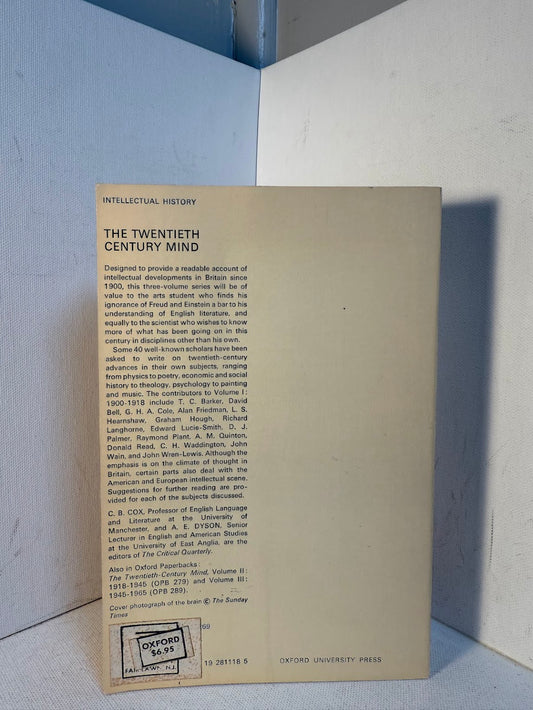 INTELLECTUAL HISTORY
THE TWENTIETH
CENTURY MIND
Designed to provide a readable account of
intellectual developments in Britain since
1900, this three-volume series will be of
value to the arts student who finds his
ignorance of Freud and Einstein a bar to his
understanding of English literature, and
equally to the scientist who wishes to know
more of what has been going on in this
century in disciplines other than his own.
Some 40 well-known scholars have been
asked to write on twentieth-century
advances in their own subjects, ranging
from physics to poetry, economic and social
history to theology, psychology to painting
and music. The contributors to Volume I:
1900-1918 include T. C. Barker, David
Bell, G. H. A. Cole, Alan Friedman, L. S.
Hearnshaw, Graham Hough, Richard
Langhorne, Edward Lucie-Smith, D. J.
Palmer, Raymond Plant, A. M. Quinton,
Donald Read, C. H. Waddington, John
Wain, and John Wren-Lewis. Although the
emphasis is on the climate of thought in
Britain, certain parts also deal with the
American and European intellectual scene.
Suggestions for further reading are pro-
vided for each of the subjects discussed.
C. B. COX, Professor of English Language
and Literature at the University of
Manchester, and A. E. DYSON, Senior
Lecturer in English and American Studies
at the University of East Anglia, are the
editors of The Critical Quarterly.
Also in Oxford Paperbacks:
The Twentieth-Century Mind, Volume II:
1918-1945 (OPB 279) and Volume III:
1945-1965 (OPB 289).
Cover photograph of the brain © The Sunday
Times
69
OXFORD
$6.95
FAIR LAWN, N.J.
19 281118 5 OXFORD UNIVERSITY PRESS